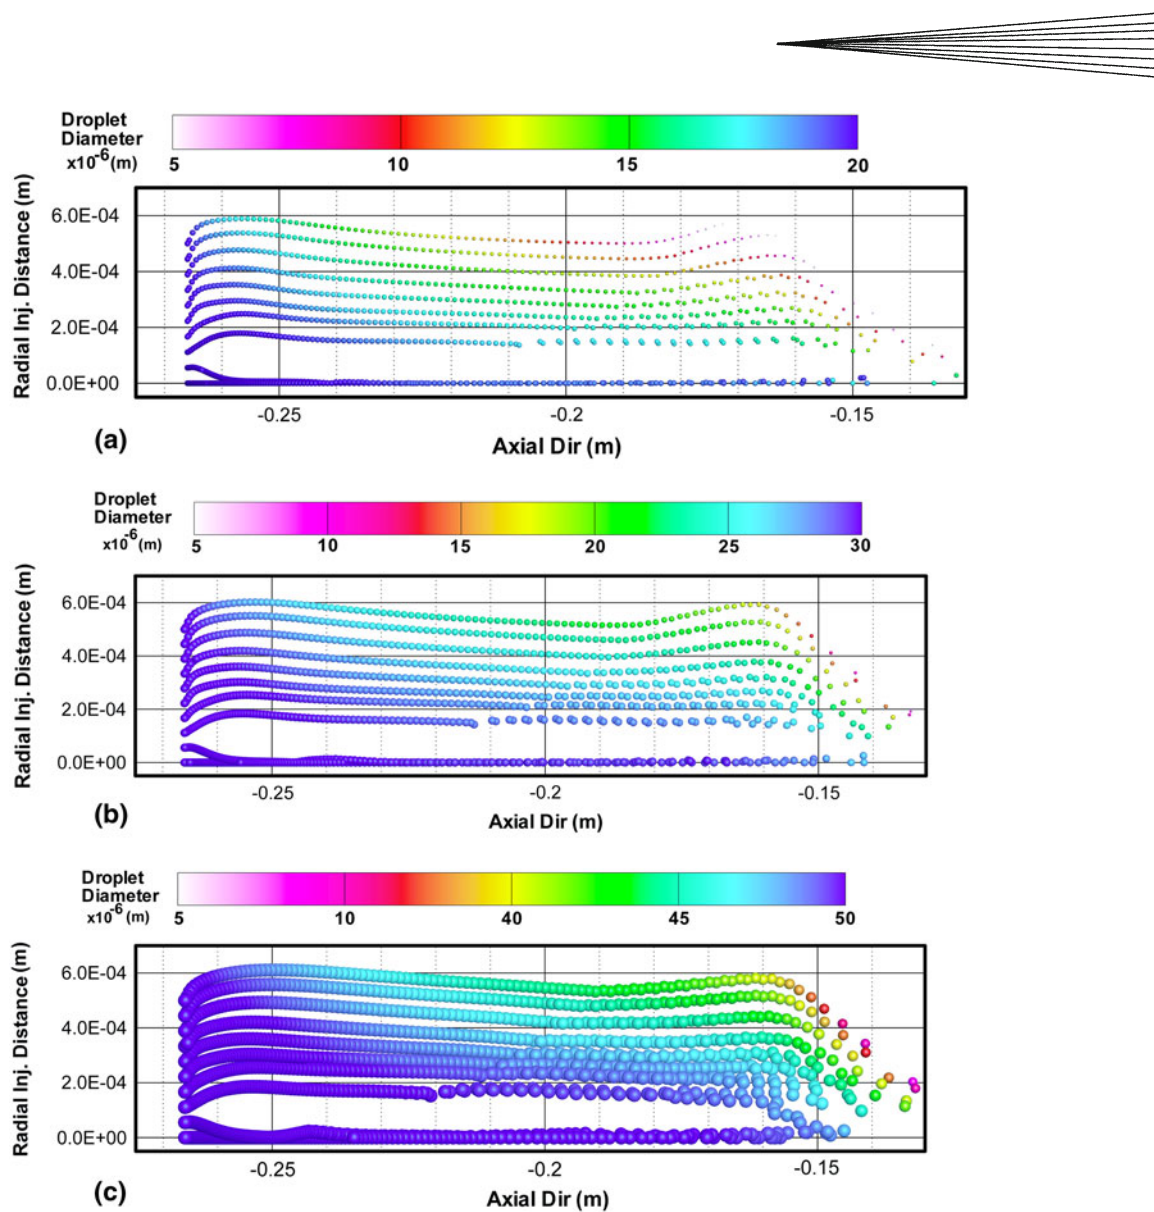 Droplet
Diameter
x10-6 (m)
5 10 15 20
Radial Inj. Distance (m)
6.0E-04
4.0E-04
2.0E-04
0.0E+00
-0.25 -0.2 -0.15
(a)
Axial Dir (m)
Droplet
Diameter
x10-6 (m)
5 10 15 20 25 30
Radial Inj. Distance (m)
6.0E-04
4.0E-04
2.0E-04
0.0E+00
-0.25 -0.2 -0.15
(b)
Axial Dir (m)
Droplet
Diameter
x10-6 (m)
5 10 40 45 50
Radial Inj. Distance (m)
6.0E-04
4.0E-04
2.0E-04
0.0E+00
-0.25 -0.2 -0.15
(c)
Axial Dir (m)